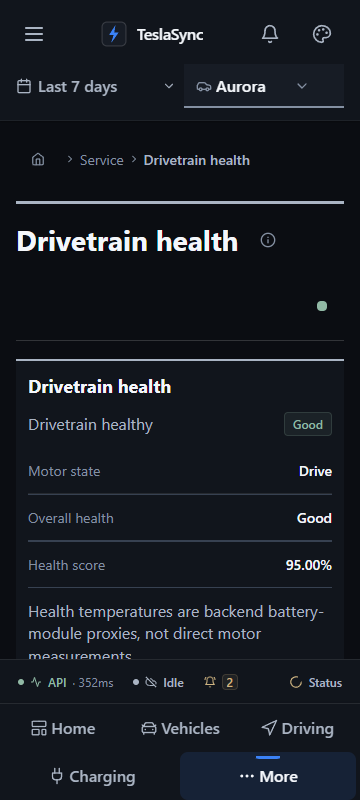 TeslaSync
Last 7 days
Aurora
Service
Drivetrain health
Drivetrain health
Drivetrain health
Drivetrain healthy
Good
Motor state
Drive
Overall health
Good
Health score
95.00%
Health temperatures are backend battery-
module proxies, not direct motor
measurements
API · 352ms
Idle
2
Status
Home
Vehicles
Driving
Charging
More